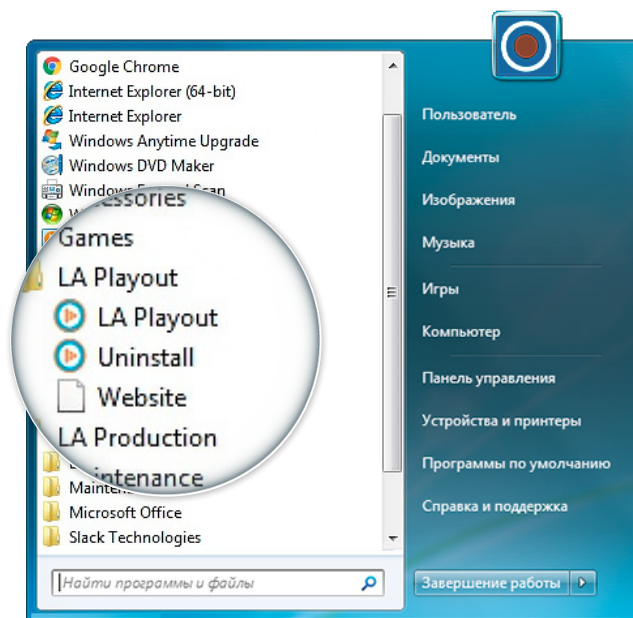 Google Chrome
Internet Explorer (64-bit)
Internet Explorer
Windows Anytime Upgrade
Windows DVD Maker
Windows
Scan
Games
LA Playout
LA Playout
Uninstall
Website
LA Production
Microsoft Office
Slack Technologies
Найти программы и файлы
Пользователь
Документы
Изображения
Музыка
Игры
Компьютер
Панель управления
Устройства и принтеры
Программы по умолчанию
Справка и поддержка
Завершение работы